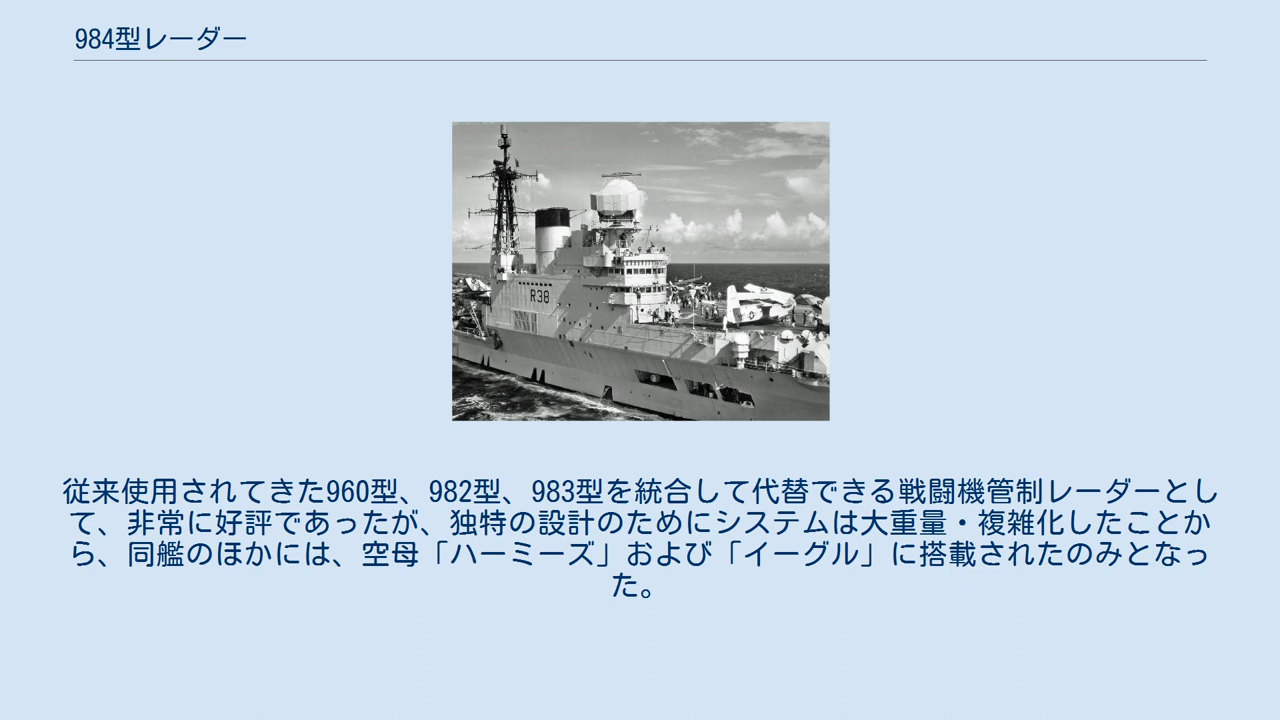 984型レーダー
R38
従来使用されてきた960型、982型、983型を統合して代替できる戦闘機管制レーダーとし
て、非常に好評であったが、独特の設計のためにシステムは大重量・複雑化したことか
ら、同艦のほかには、空母「ハーミーズ」および「イーグル」に搭載されたのみとなっ
た。